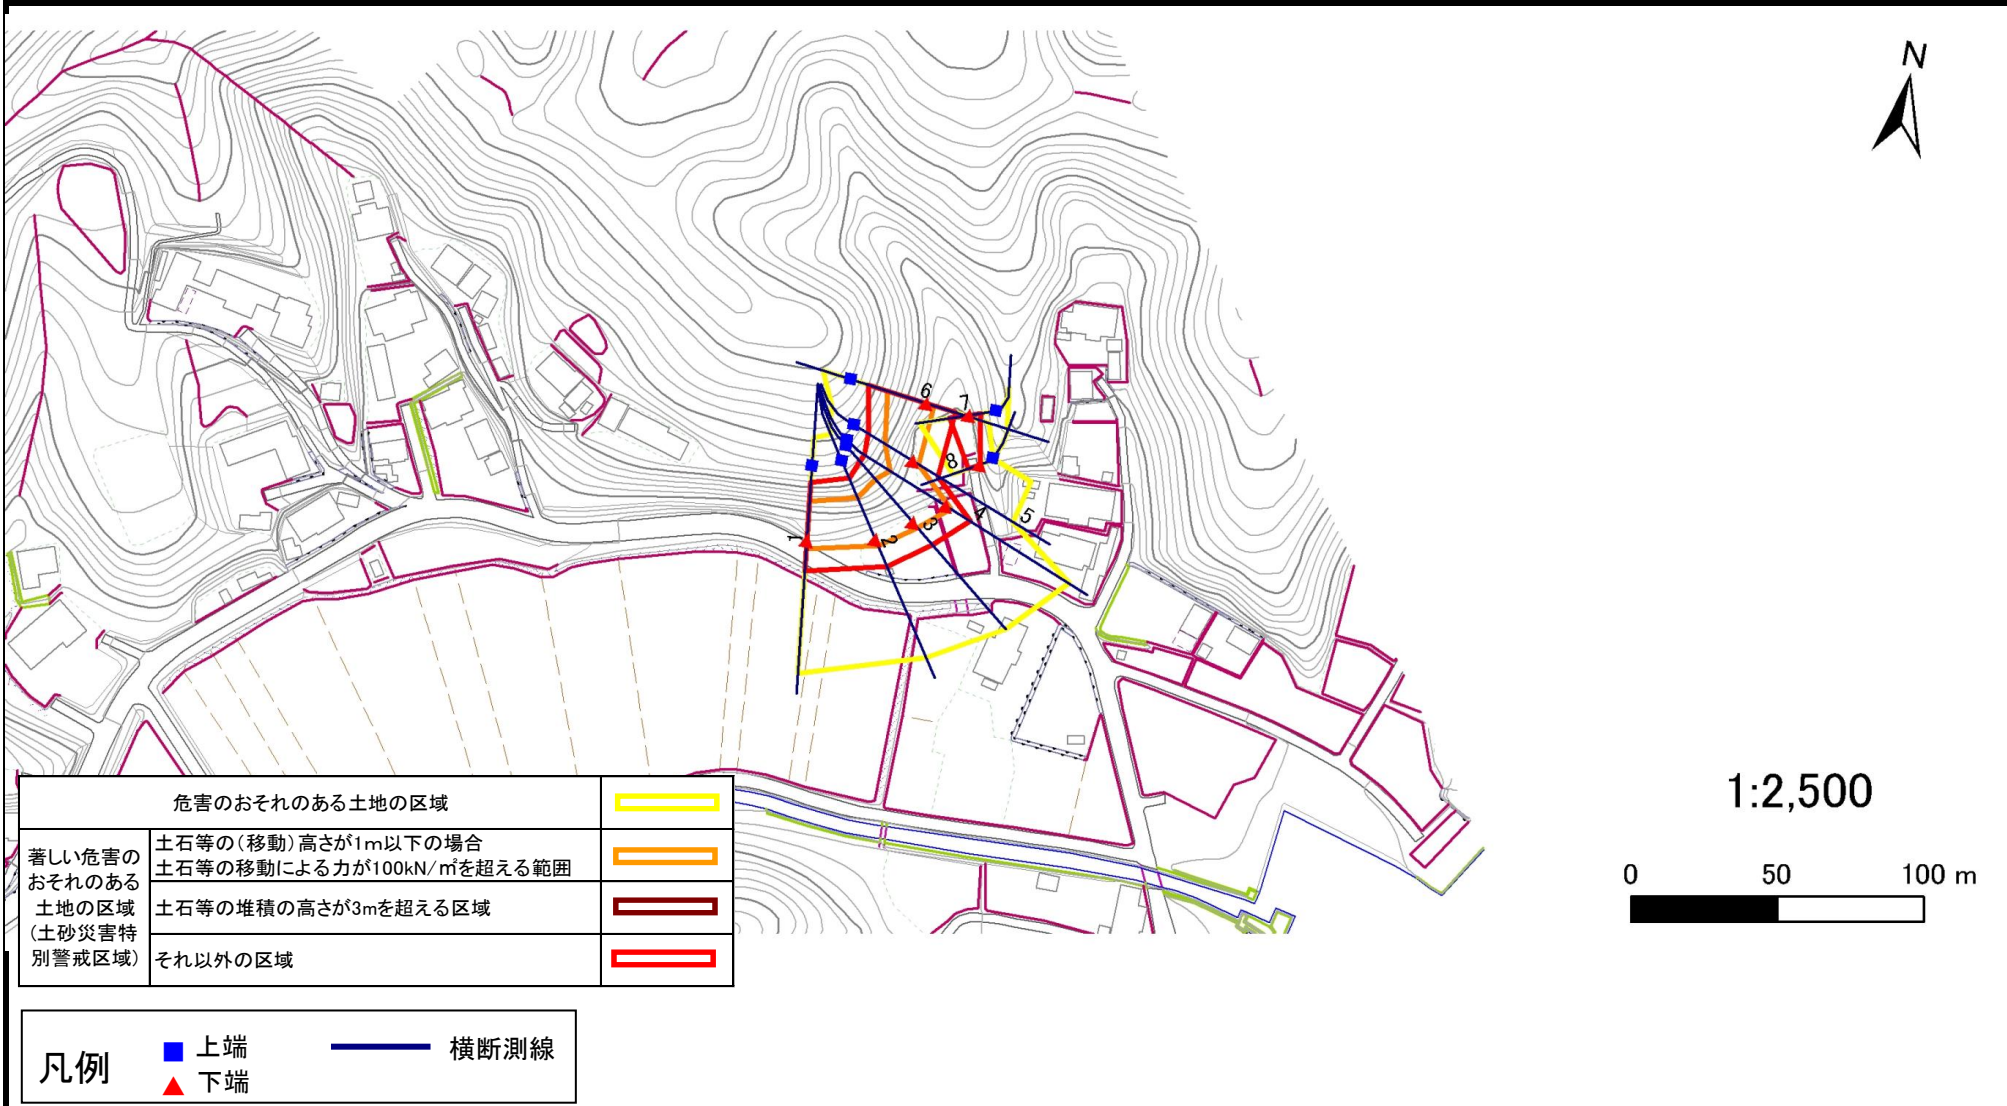 N
6
7
8
5
4
3
2
1
1:2,500
0 50 100 m
危害のおそれのある土地の区域
著しい危害の
おそれのある
土地の区域
(土砂災害特
別警戒区域)
土石等の(移動)高さが1m以下の場合
土石等の移動による力が100kN/㎡を超える範囲
土石等の堆積の高さが3mを超える区域
それ以外の区域
凡例
上端
下端
横断測線